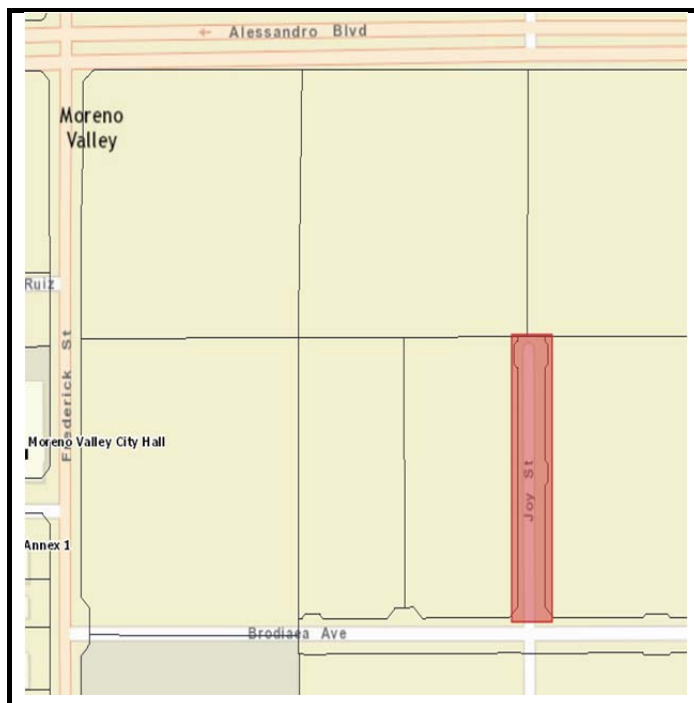 ← Alessandro Blvd
Moreno
Valley
Ruiz
Frederick St
Moreno Valley City Hall
Joy St
Annex 1
Brodiaea Ave